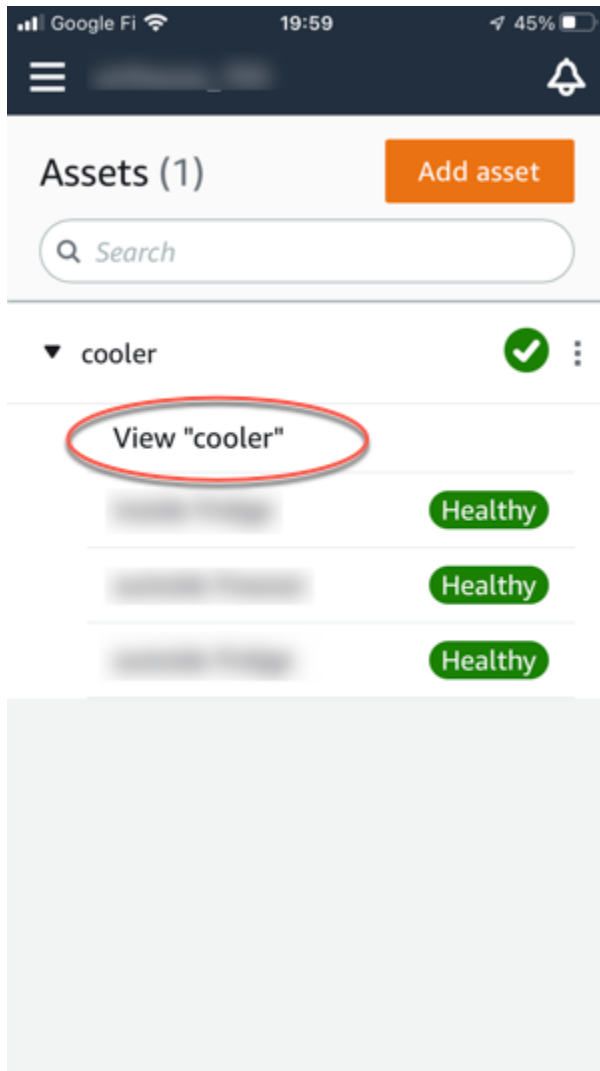 Google Fi 19:59 45%
Assets (1) Add asset
Search
cooler
View "cooler"
Healthy
Healthy
Healthy